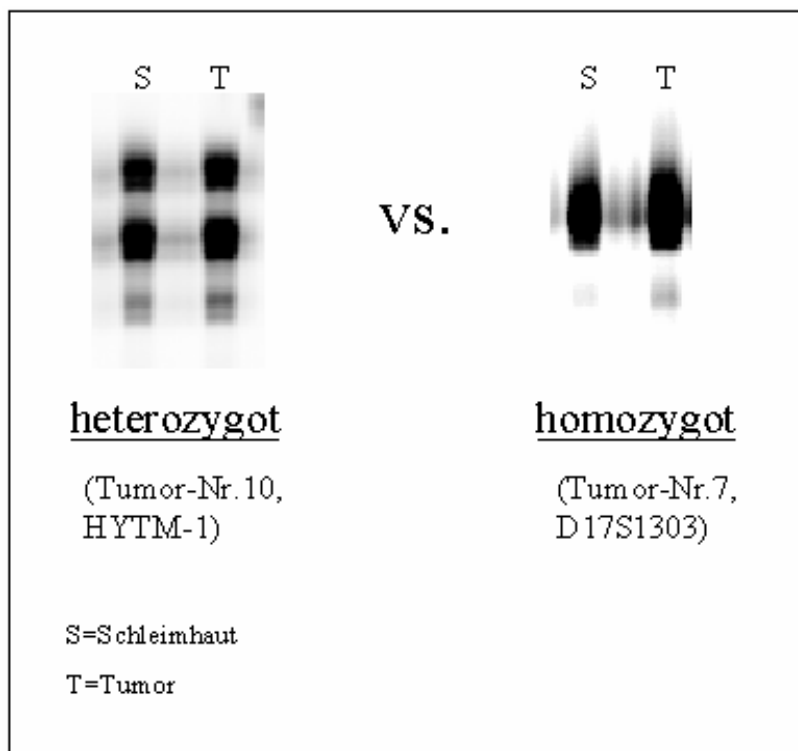 S T
S T
vs.
heterozygot
homozygot
(Tumor-Nr.10,
HYTM-1)
(Tumor-Nr.7,
D17S1303)
S=Schleimhaut
T=Tumor